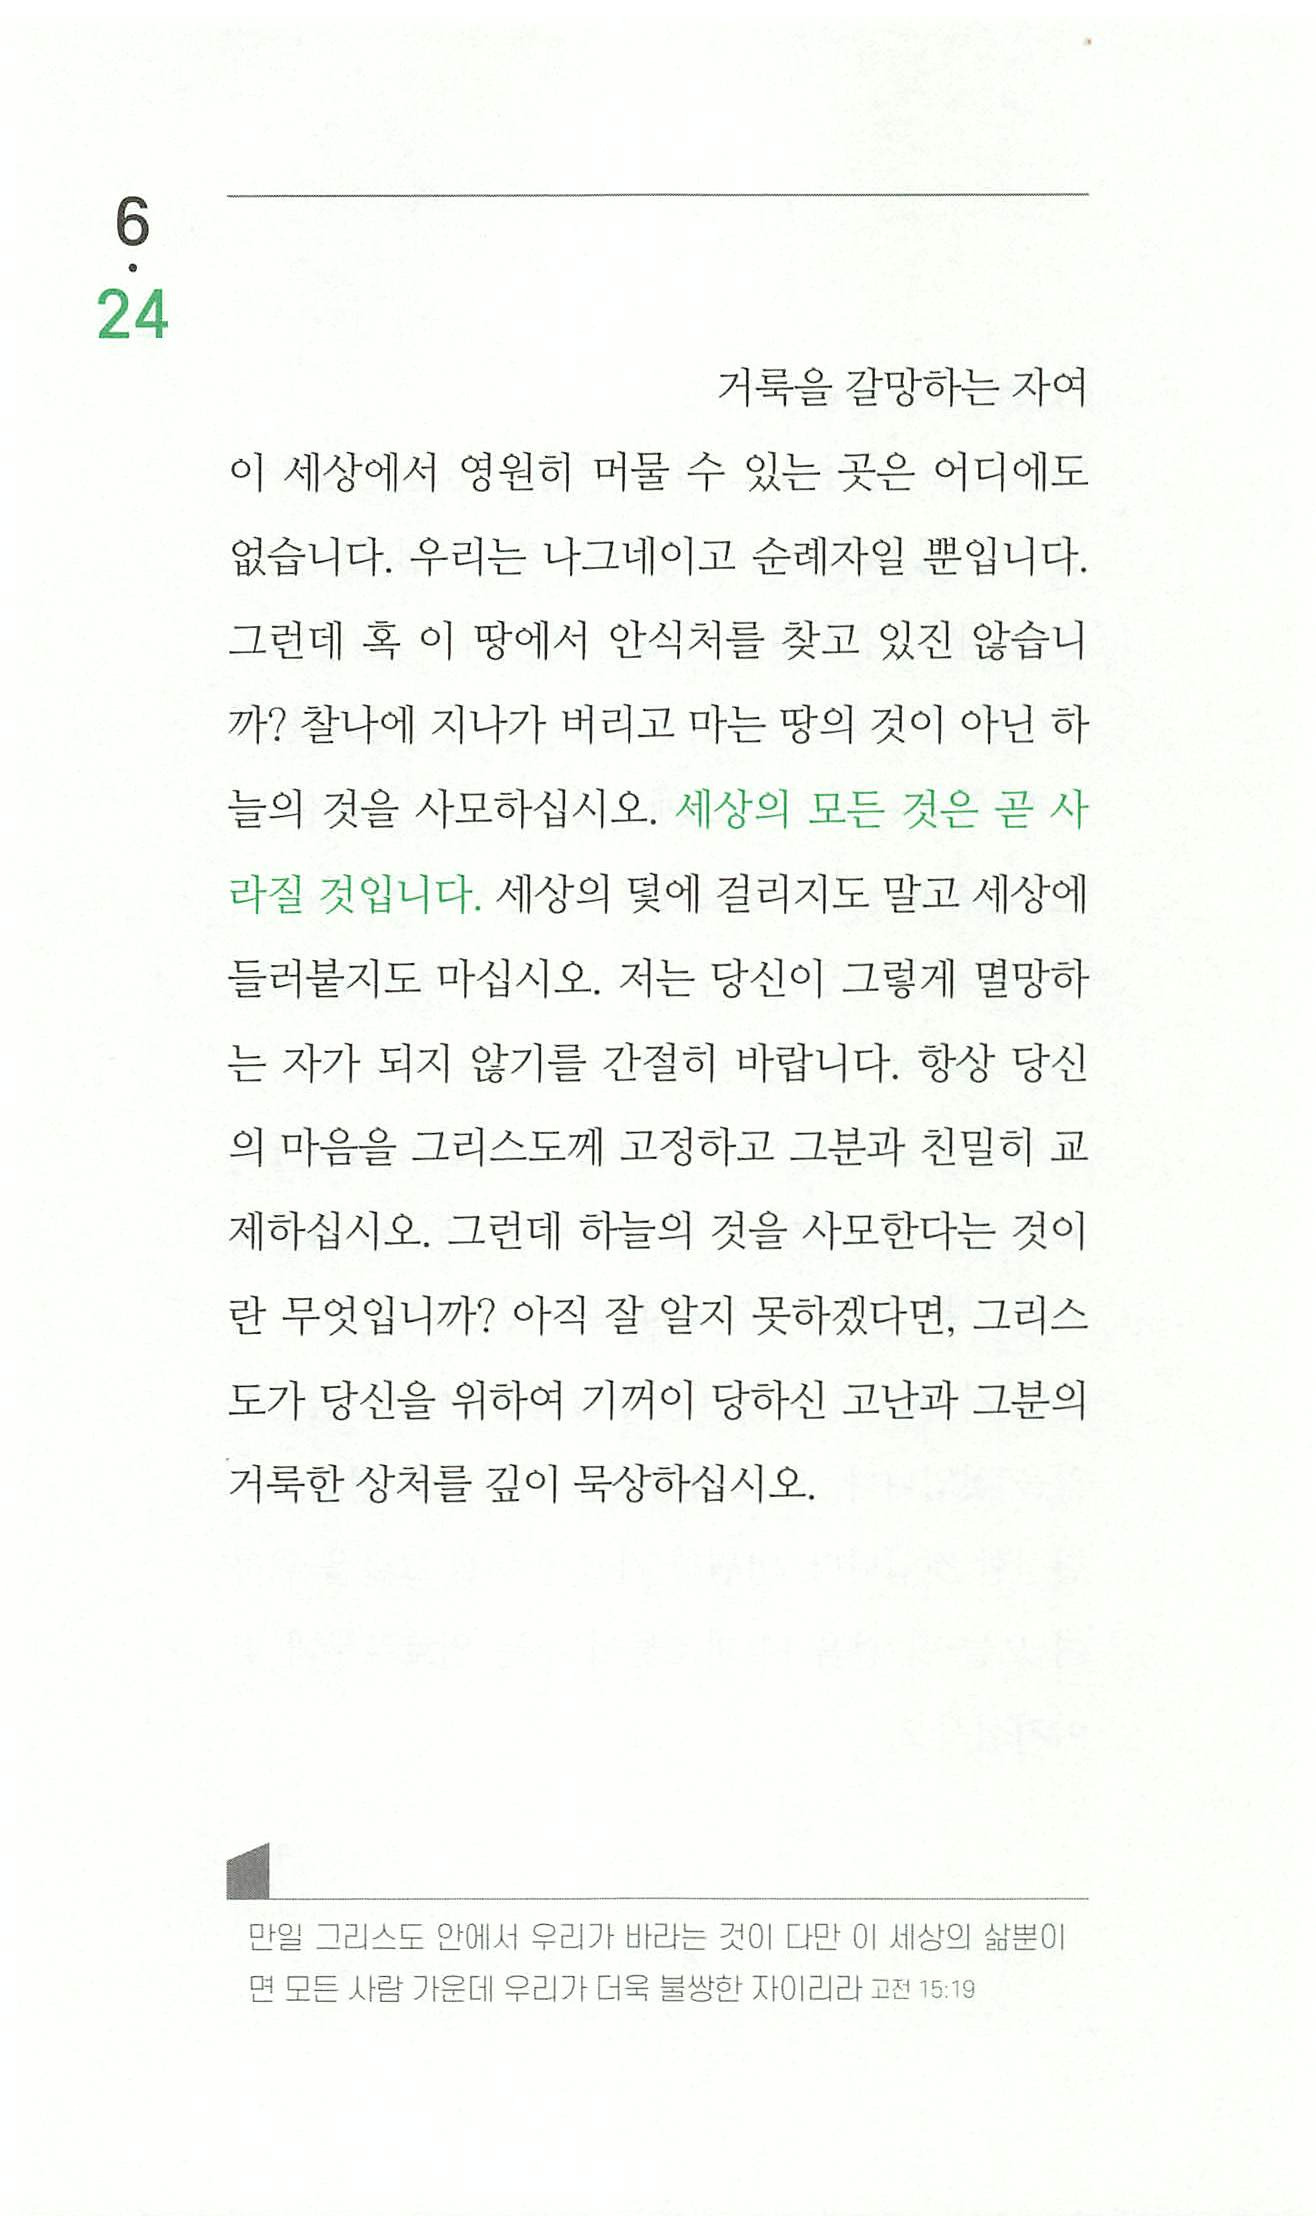 6
·
24
거룩을 갈망하는 자여
이 세상에서 영원히 머물 수 있는 곳은 어디에도
없습니다. 우리는 나그네이고 순례자일 뿐입니다.
그런데 혹 이 땅에서 안식처를 찾고 있진 않습니
까? 찰나에 지나가 버리고 마는 땅의 것이 아닌 하
늘의 것을 사모하십시오. 세상의 모든 것은 곧 사
라질 것입니다. 세상의 덫에 걸리지도 말고 세상에
들러붙지도 마십시오. 저는 당신이 그렇게 멸망하
는 자가 되지 않기를 간절히 바랍니다. 항상 당신
의 마음을 그리스도께 고정하고 그분과 친밀히 교
제하십시오. 그런데 하늘의 것을 사모한다는 것이
란 무엇입니까? 아직 잘 알지 못하겠다면, 그리스
도가 당신을 위하여 기꺼이 당하신 고난과 그분의
거룩한 상처를 깊이 묵상하십시오.
만일 그리스도 안에서 우리가 바라는 것이 다만 이 세상의 삶뿐이
면 모든 사람 가운데 우리가 더욱 불쌍한 자이리라 고전 15:19